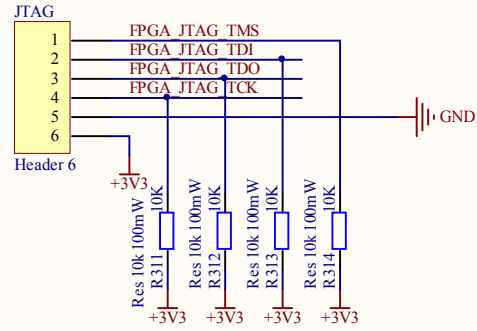 JTAG
1
FPGA_JTAG_TMS
2
FPGA_JTAG_TDI
3
FPGA_JTAG_TDO
4
FPGA_JTAG_TCK
5
GND
6
Header 6
+3V3
Res 10k 100mW
R311
10K
Res 10k 100mW
R312
10K
Res 10k 100mW
R313
10K
Res 10k 100mW
R314
10K
+3V3
+3V3
+3V3
+3V3